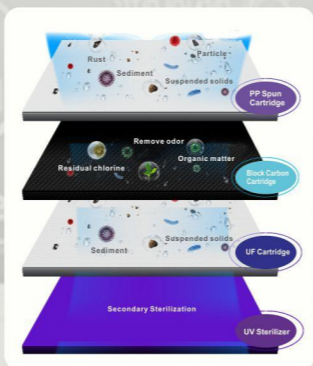 Rust
Particle
Sediment
Suspended solids
PP Spun
Cartridge
Remove odor
Residual chlorine
Organic matter
Block Carbon
Cartridge
Sediment
Suspended solids
UF Cartridge
Secondary Sterilization
UV Sterilizer